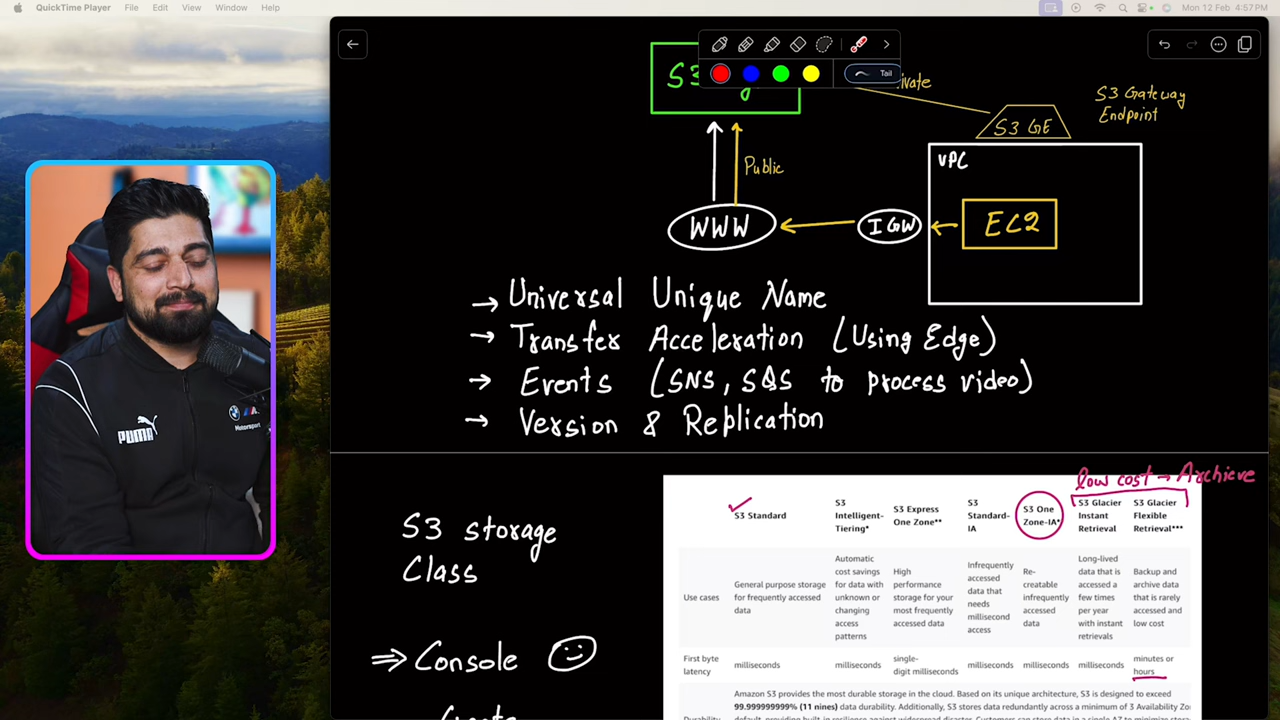 QuickTime Player File Edit View Window Help
Mon 12 Feb 4:57PM
Tail
S3
S3 Gateway
Endpoint
S3 GE
VPC
Public
EC2
WWW
IGW
→ Universal Unique Name
→ Transfer Acceleration (Using Edge)
→ Events (SNS, SQS to process video)
→ Version & Replication
PUMA
Motorsport
low cost → Archieve
S3 storage
Class
⇒ Console
S3 Standard
S3 Intelligent-Tiering*
S3 Express One Zone**
S3 Standard-IA
S3 One Zone-IA*
S3 Glacier Instant Retrieval
S3 Glacier Flexible Retrieval***
Use cases
General purpose storage for frequently accessed data
Automatic cost savings for data with unknown or changing access patterns
High performance storage for your most frequently accessed data
Infrequently accessed data that needs millisecond access
Re-creatable infrequently accessed data
Long-lived data that is accessed a few times per year with instant retrievals
Backup and archive data that is rarely accessed and low cost
First byte latency
milliseconds
milliseconds
single-digit milliseconds
milliseconds
milliseconds
milliseconds
minutes or hours
Amazon S3 provides the most durable storage in the cloud. Based on its unique architecture, S3 is designed to exceed
99.999999999% (11 nines) data durability. Additionally, S3 stores data redundantly across a minimum of 3 Availability Zo